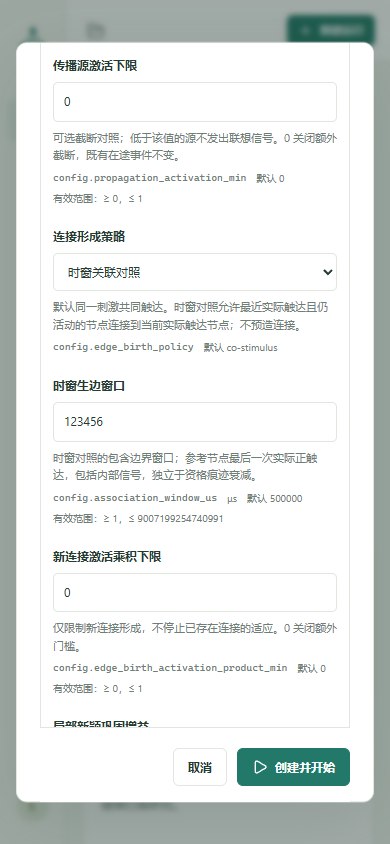 传播源激活下限
0
可选截断对照；低于该值的源不发出联想信号。0 关闭额外
截断，既有在途事件不变。
config.propagation_activation_min 默认 0
有效范围：≥ 0，≤ 1
连接形成策略
时窗关联对照
默认同一刺激共同触达。时窗对照允许最近实际触达且仍
活动的节点连接到当前实际触达节点；不预造连接。
config.edge_birth_policy 默认 co-stimulus
时窗生边窗口
123456
时窗对照的包含边界窗口；参考节点最后一次实际正触
达，包括内部信号，独立于资格痕迹衰减。
config.association_window_us μs 默认 500000
有效范围：≥ 1，≤ 9007199254740991
新连接激活乘积下限
0
仅限制新连接形成，不停止已存在连接的适应。0 关闭额外
门槛。
config.edge_birth_activation_product_min 默认 0
有效范围：≥ 0，≤ 1
局部新颖巩固增益
取消
创建并开始